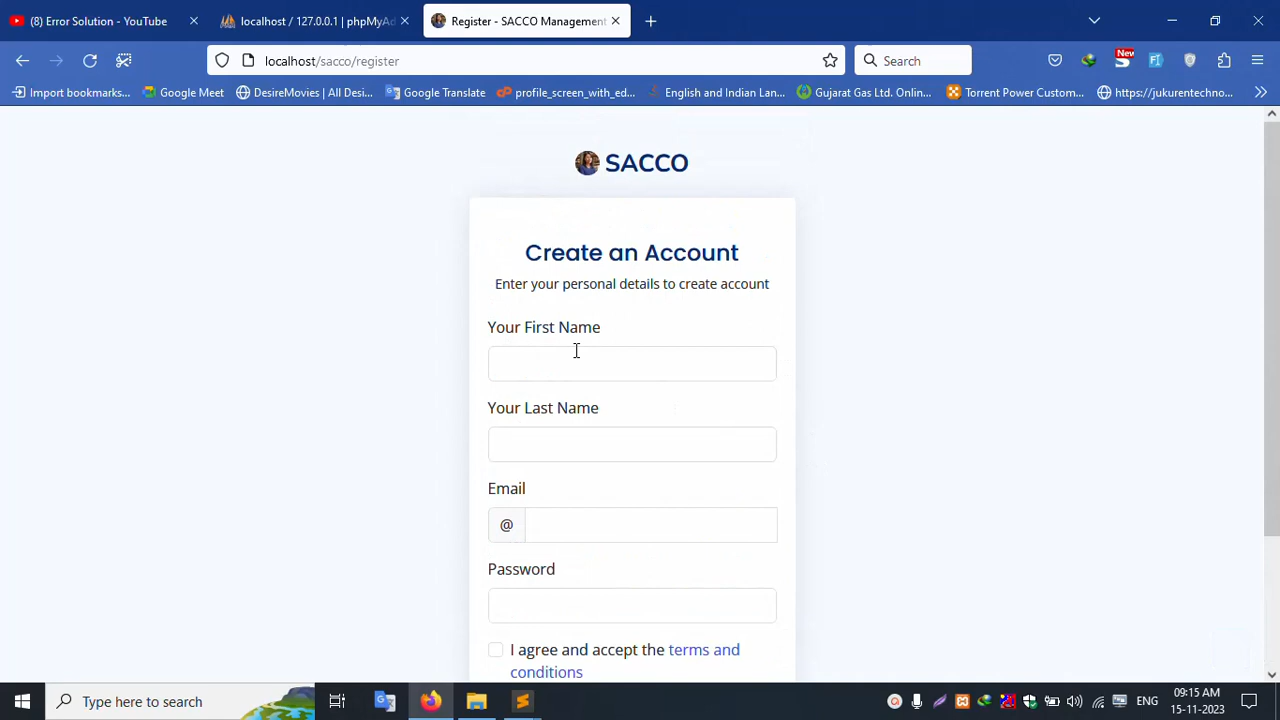 (8) Error Solution - YouTube
localhost / 127.0.0.1 | phpMyAd
Register - SACCO Management
localhost/sacco/register
Search
New
Import bookmarks...
Google Meet
DesireMovies | All Desi...
Google Translate
profile_screen_with_ed...
English and Indian Lan...
Gujarat Gas Ltd. Onlin...
Torrent Power Custom...
https://jukurentechno...
SACCO
Create an Account
Enter your personal details to create account
Your First Name
Your Last Name
Email
@
Password
I agree and accept the terms and
conditions
Type here to search
ENG
09:15 AM
15-11-2023